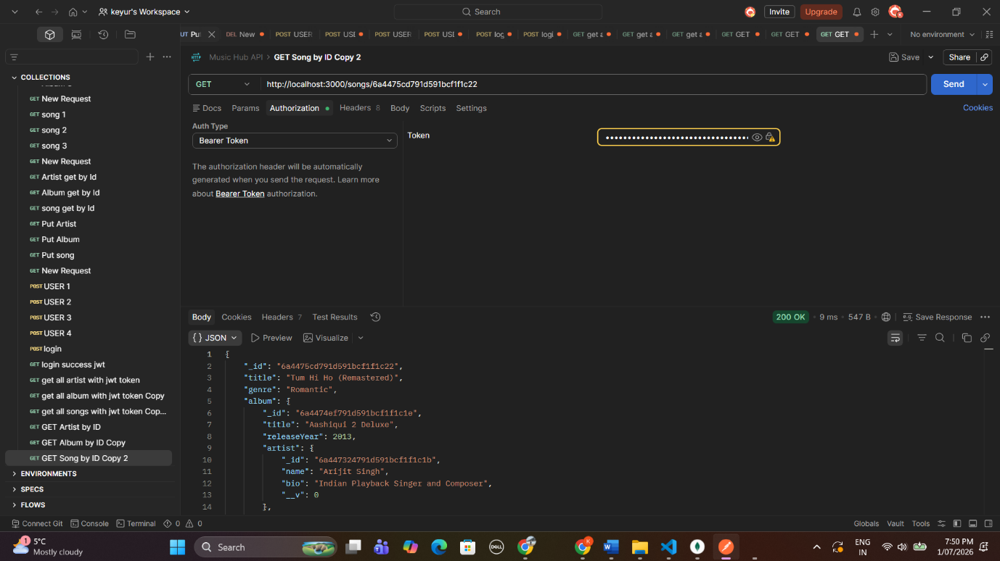 keyur's Workspace
Search
Invite
Upgrade
UT Pu
DEL New
POST USER
POST USI
POST USER
POST USI
POST log
POST logi
GET get a
GET get a
GET get a
GET GET
GET GET
GET GET
No environment
HTTP Music Hub API > GET Song by ID Copy 2
Save
Share
COLLECTIONS
GET
http://localhost:3000/songs/6a4475cd791d591bcf1f1c22
Send
GET New Request
GET song 1
GET song 2
GET song 3
GET New Request
GET Artist get by Id
GET Album get by Id
GET song get by Id
GET Put Artist
GET Put Album
GET Put song
GET New Request
POST USER 1
POST USER 2
POST USER 3
POST USER 4
POST login
GET login success jwt
GET get all artist with jwt token
GET get all album with jwt token Copy
GET get all songs with jwt token Cop...
GET GET Artist by ID
GET GET Album by ID Copy
GET GET Song by ID Copy 2
ENVIRONMENTS
SPECS
FLOWS
Docs
Params
Authorization
Headers 8
Body
Scripts
Settings
Cookies
Auth Type
Bearer Token
The authorization header will be automatically
generated when you send the request. Learn more
about Bearer Token authorization.
Token
Body
Cookies
Headers 7
Test Results
200 OK
9 ms
547 B
e.g. Save Response
{ } JSON
Preview
Visualize
1 {
2 "_id": "6a4475cd791d591bcf1f1c22",
3 "title": "Tum Hi Ho (Remastered)",
4 "genre": "Romantic",
5 "album": {
6 "_id": "6a4474ef791d591bcf1f1c1e",
7 "title": "Aashiqui 2 Deluxe",
8 "releaseYear": 2013,
9 "artist": {
10 "_id": "6a447324791d591bcf1f1c1b",
11 "name": "Arijit Singh",
12 "bio": "Indian Playback Singer and Composer",
13 "__v": 0
14 },
Connect Git
Console
Terminal
0
0
Globals
Vault
Tools
1
5°C
Mostly cloudy
Search
DELL
K
ENG
IN
7:50 PM
1/07/2026